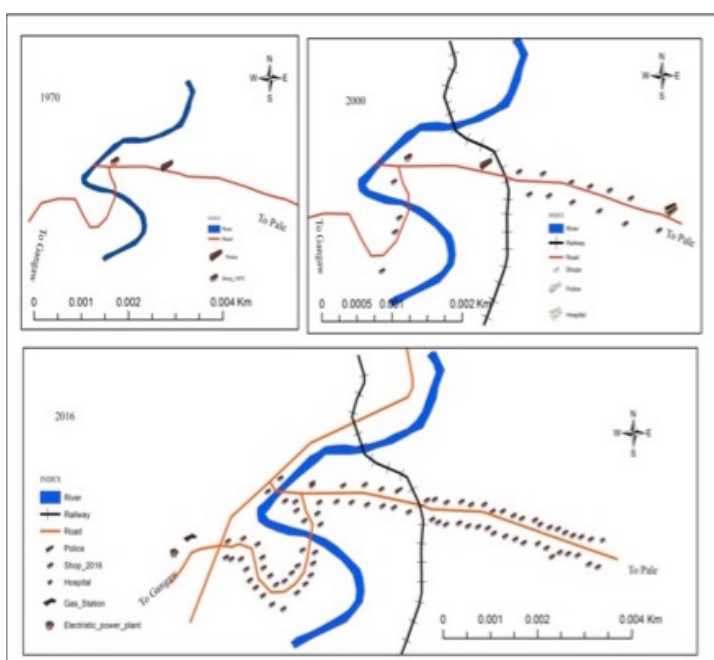 1970
N
W E
S
River
Road
Police
Shop_1970
To Gangaw
To Pale
0 0.001 0.002 0.004 Km
2000
N
W E
S
River
Railway
Road
Shops
Police
Hospital
To Gangaw
To Pale
0 0.0005 0.001 0.002 Km
2016
N
W E
S
INDEX
River
Railway
Road
Police
Shop_2016
Hospital
Gas_Station
Electristic_power_plant
To Gangaw
To Pale
0 0.001 0.002 0.004 Km